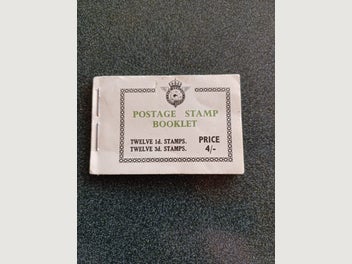 POSTAGE STAMP
BOOKLET
TWELVE 1d. STAMPS.
TWELVE 3d. STAMPS.
PRICE
4/-